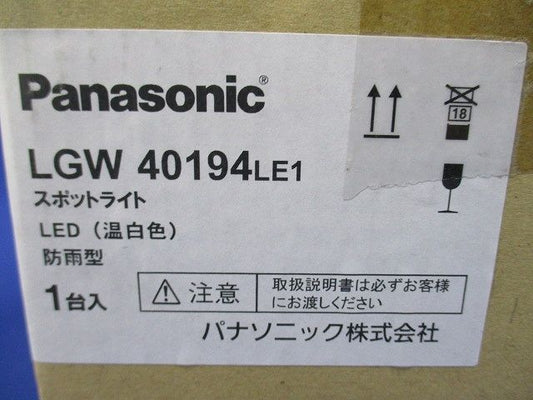 Panasonic®
18
LGW 40194LE1
スポットライト
LED（温白色）
防雨型
1台入
注意
取扱説明書は必ずお客様
にお渡しください
パナソニック株式会社